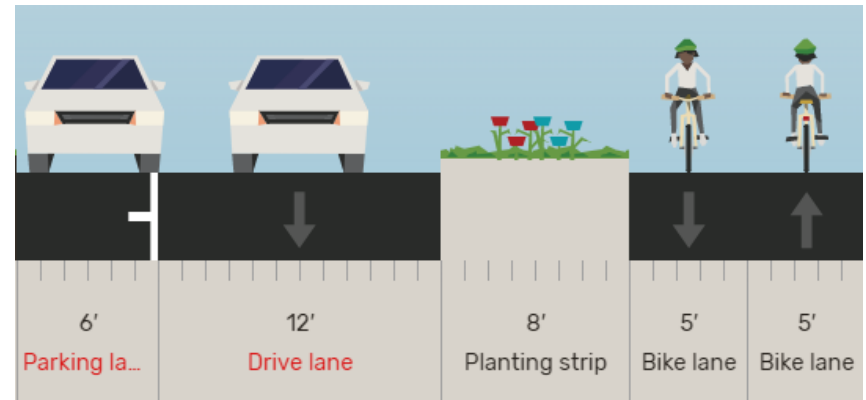 6' 12' 8' 5' 5'
Parking la... Drive lane Planting strip Bike lane Bike lane